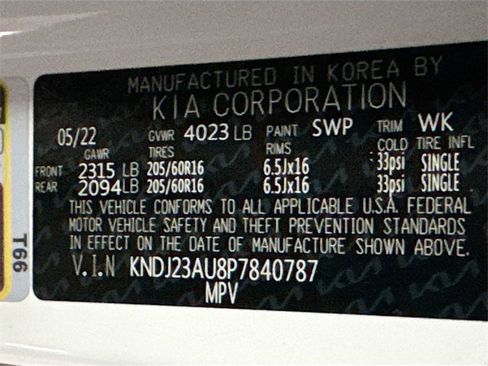 MANUFACTURED IN KOREA BY
KIA CORPORATION
05/22 GVWR 4023 LB PAINT SWP TRIM WK
GAWR TIRES RIMS COLD TIRE INFL
FRONT 2315 LB 205/60R16 6.5Jx16 33psi SINGLE
REAR 2094 LB 205/60R16 6.5Jx16 33psi SINGLE
THIS VEHICLE CONFORMS TO ALL APPLICABLE U.S.A. FEDERAL
MOTOR VEHICLE SAFETY AND THEFT PREVENTION STANDARDS
IN EFFECT ON THE DATE OF MANUFACTURE SHOWN ABOVE.
V.I.N KNDJ23AU8P7840787
MPV
T66